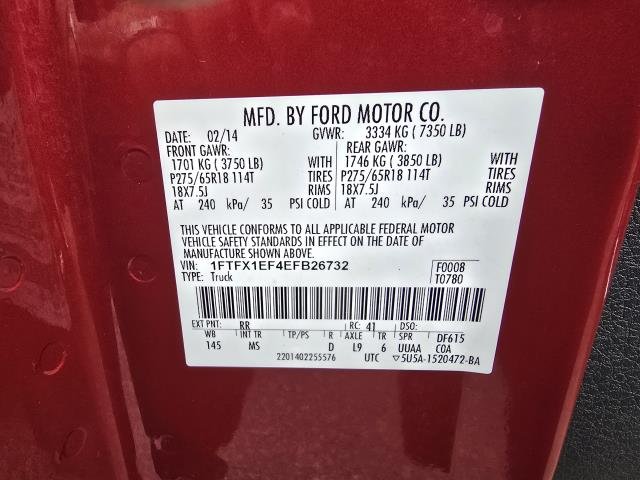 MFD. BY FORD MOTOR CO.
DATE: 02/14 GVWR: 3334 KG ( 7350 LB)
FRONT GAWR: REAR GAWR:
1701 KG ( 3750 LB) WITH 1746 KG ( 3850 LB) WITH
P275/65R18 114T TIRES P275/65R18 114T TIRES
18X7.5J RIMS 18X7.5J RIMS
AT 240 kPa/ 35 PSI COLD AT 240 kPa/ 35 PSI COLD
THIS VEHICLE CONFORMS TO ALL APPLICABLE FEDERAL MOTOR
VEHICLE SAFETY STANDARDS IN EFFECT ON THE DATE OF
MANUFACTURE SHOWN ABOVE.
VIN: 1FTFX1EF4EFB26732 F0008
TYPE: Truck T0780
EXT PNT: RR RC: 41 DSO:
WB INT TR TP/PS R AXLE TR SPR DF615
145 MS D L9 6 UUAA C0A
2201402255576 UTC ▽5U5A-1520472-BA